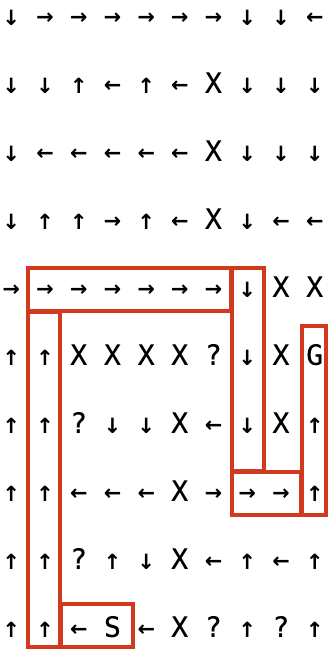 ↓ → → → → → → ↓ ↓ ←
↓ ↓ ↑ ← ↑ ← X ↓ ↓ ↓
↓ ← ← ← ← ← X ↓ ↓ ↓
↓ ↑ ↑ → ↑ ← X ↓ ← ←
→ → → → → → → ↓ X X
↑ ↑ X X X X ? ↓ X G
↑ ↑ ? ↓ ↓ X ← ↓ X ↑
↑ ↑ ← ← ← X → → → ↑
↑ ↑ ? ↑ ↓ X ← ↑ ← ↑
↑ ↑ ← S ← X ? ↑ ? ↑